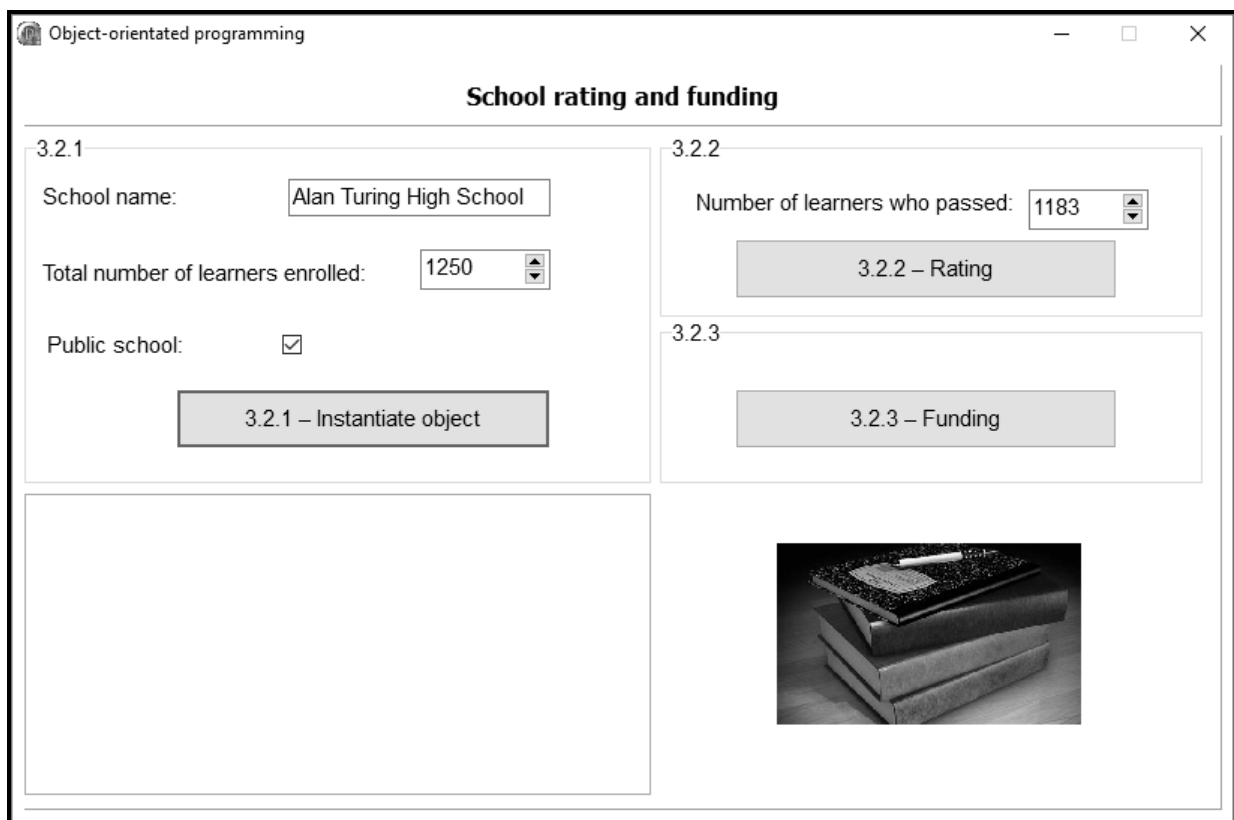 Object-orientated programming
School rating and funding
3.2.1
School name: Alan Turing High School
Total number of learners enrolled: 1250
Public school:
3.2.1 – Instantiate object
3.2.2
Number of learners who passed: 1183
3.2.2 – Rating
3.2.3
3.2.3 – Funding